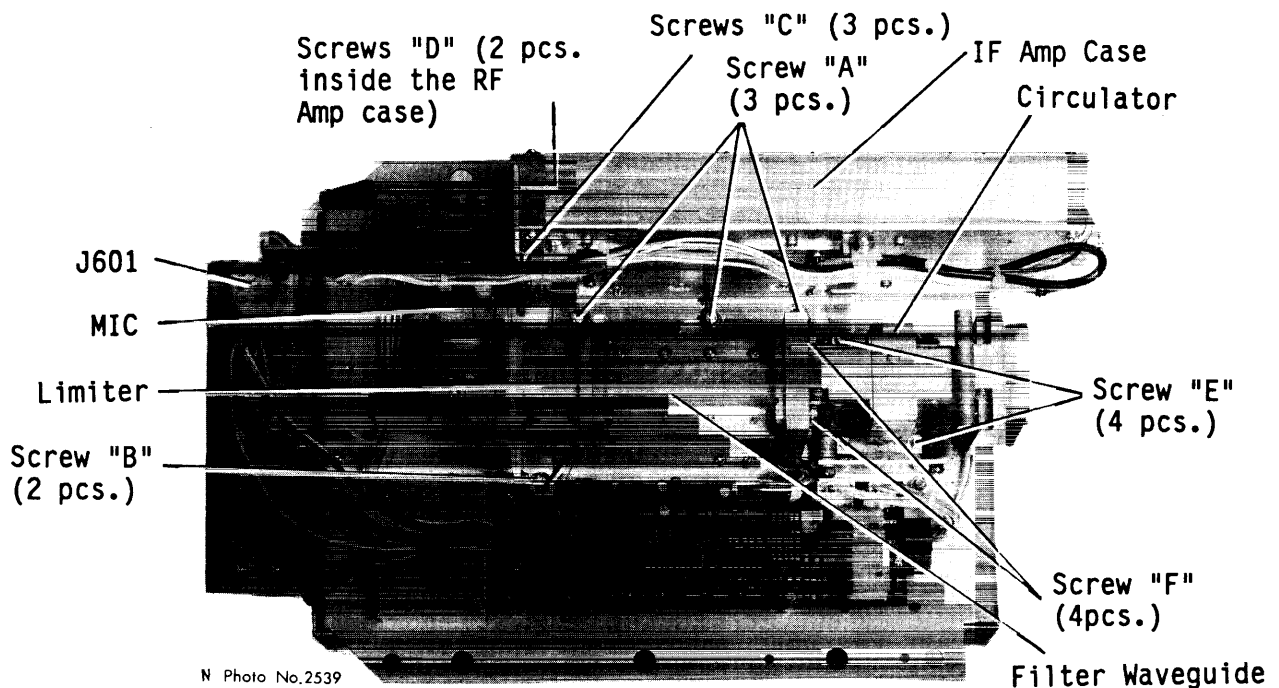 Screws "D" (2 pcs.
inside the RF
Amp case)
Screws "C" (3 pcs.)
Screw "A"
(3 pcs.)
IF Amp Case
Circulator
J601
MIC
Limiter
Screw "B"
(2 pcs.)
Screw "E"
(4 pcs.)
Screw "F"
(4pcs.)
Filter Waveguide
N Photo No.2539